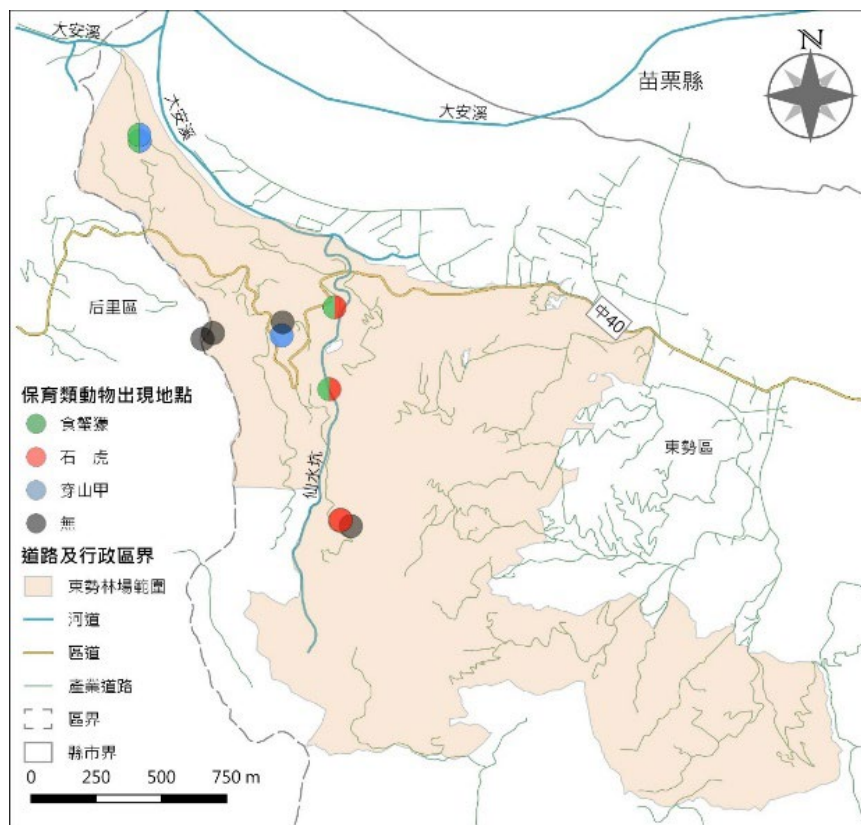 大安溪
N
苗栗縣
大安溪
大安溪
后里區
中40
東勢區
仙水坑
保育類動物出現地點
食蟹獴
石 虎
穿山甲
無
道路及行政區界
東勢林場範圍
河道
區道
產業道路
區界
縣市界
0 250 500 750 m